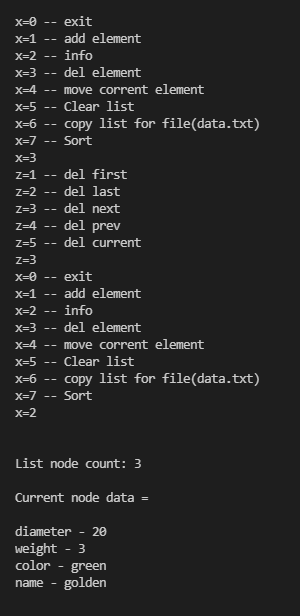 x=0 -- exit
x=1 -- add element
x=2 -- info
x=3 -- del element
x=4 -- move corrent element
x=5 -- Clear list
x=6 -- copy list for file(data.txt)
x=7 -- Sort
x=3
z=1 -- del first
z=2 -- del last
z=3 -- del next
z=4 -- del prev
z=5 -- del current
z=3
x=0 -- exit
x=1 -- add element
x=2 -- info
x=3 -- del element
x=4 -- move corrent element
x=5 -- Clear list
x=6 -- copy list for file(data.txt)
x=7 -- Sort
x=2
List node count: 3
Current node data =
diameter - 20
weight - 3
color - green
name - golden